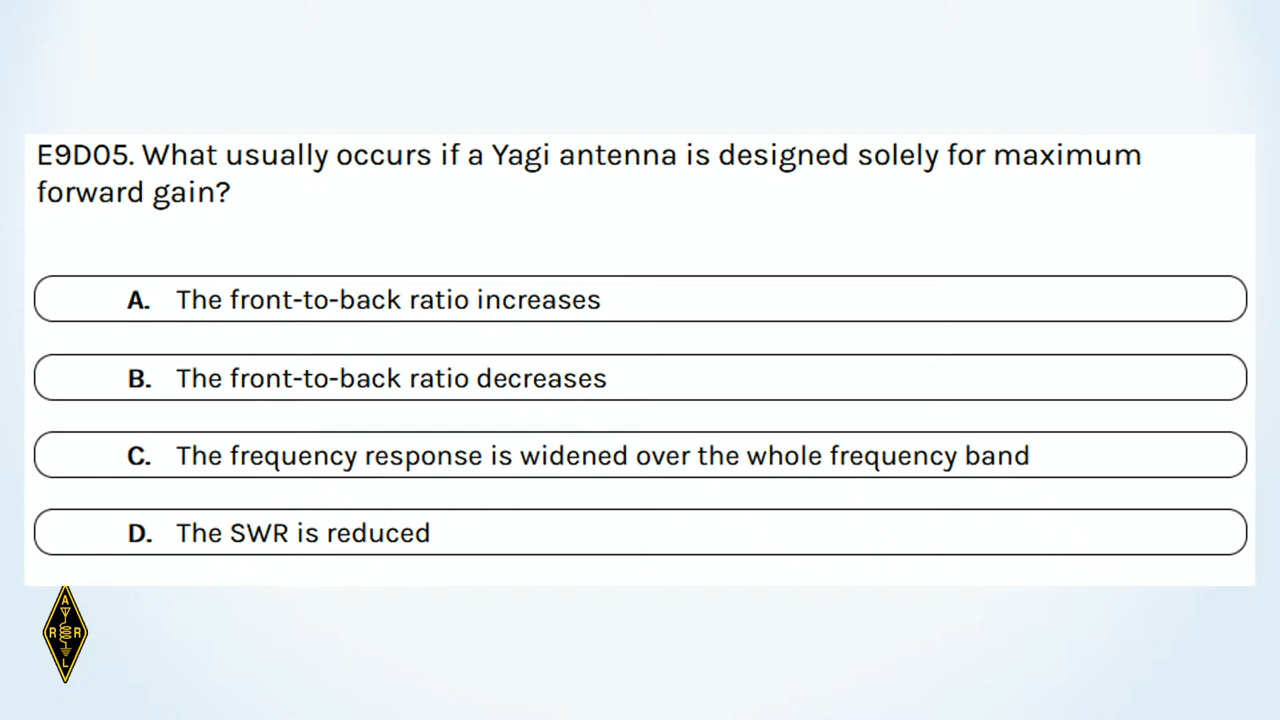 E9D05. What usually occurs if a Yagi antenna is designed solely for maximum
forward gain?
A. The front-to-back ratio increases
B. The front-to-back ratio decreases
C. The frequency response is widened over the whole frequency band
D. The SWR is reduced
A
R R
L